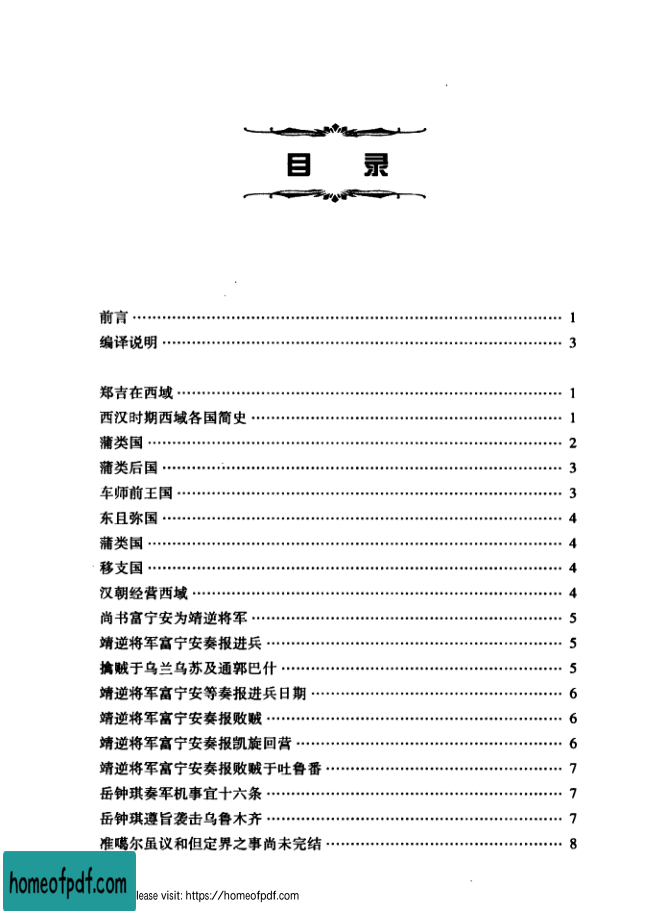 目 录
前言 1
编译说明 3
郑吉在西域 1
西汉时期西域各国简史 1
蒲类国 2
蒲类后国 3
车师前王国 3
东且弥国 4
蒲类国 4
移支国 4
汉朝经营西域 4
尚书富宁安为靖逆将军 5
靖逆将军富宁安奏报进兵 5
擒贼于乌兰乌苏及通郭巴什 5
靖逆将军富宁安等奏报进兵日期 6
靖逆将军富宁安奏报败贼 6
靖逆将军富宁安奏报凯旋回营 6
靖逆将军富宁安奏报败贼于吐鲁番 7
岳钟琪奏军机事宜十六条 7
岳钟琪遵旨袭击乌鲁木齐 7
准噶尔虽议和但定界之事尚未完结 8
homeofpdf.com
lease visit: https://homeofpdf.com